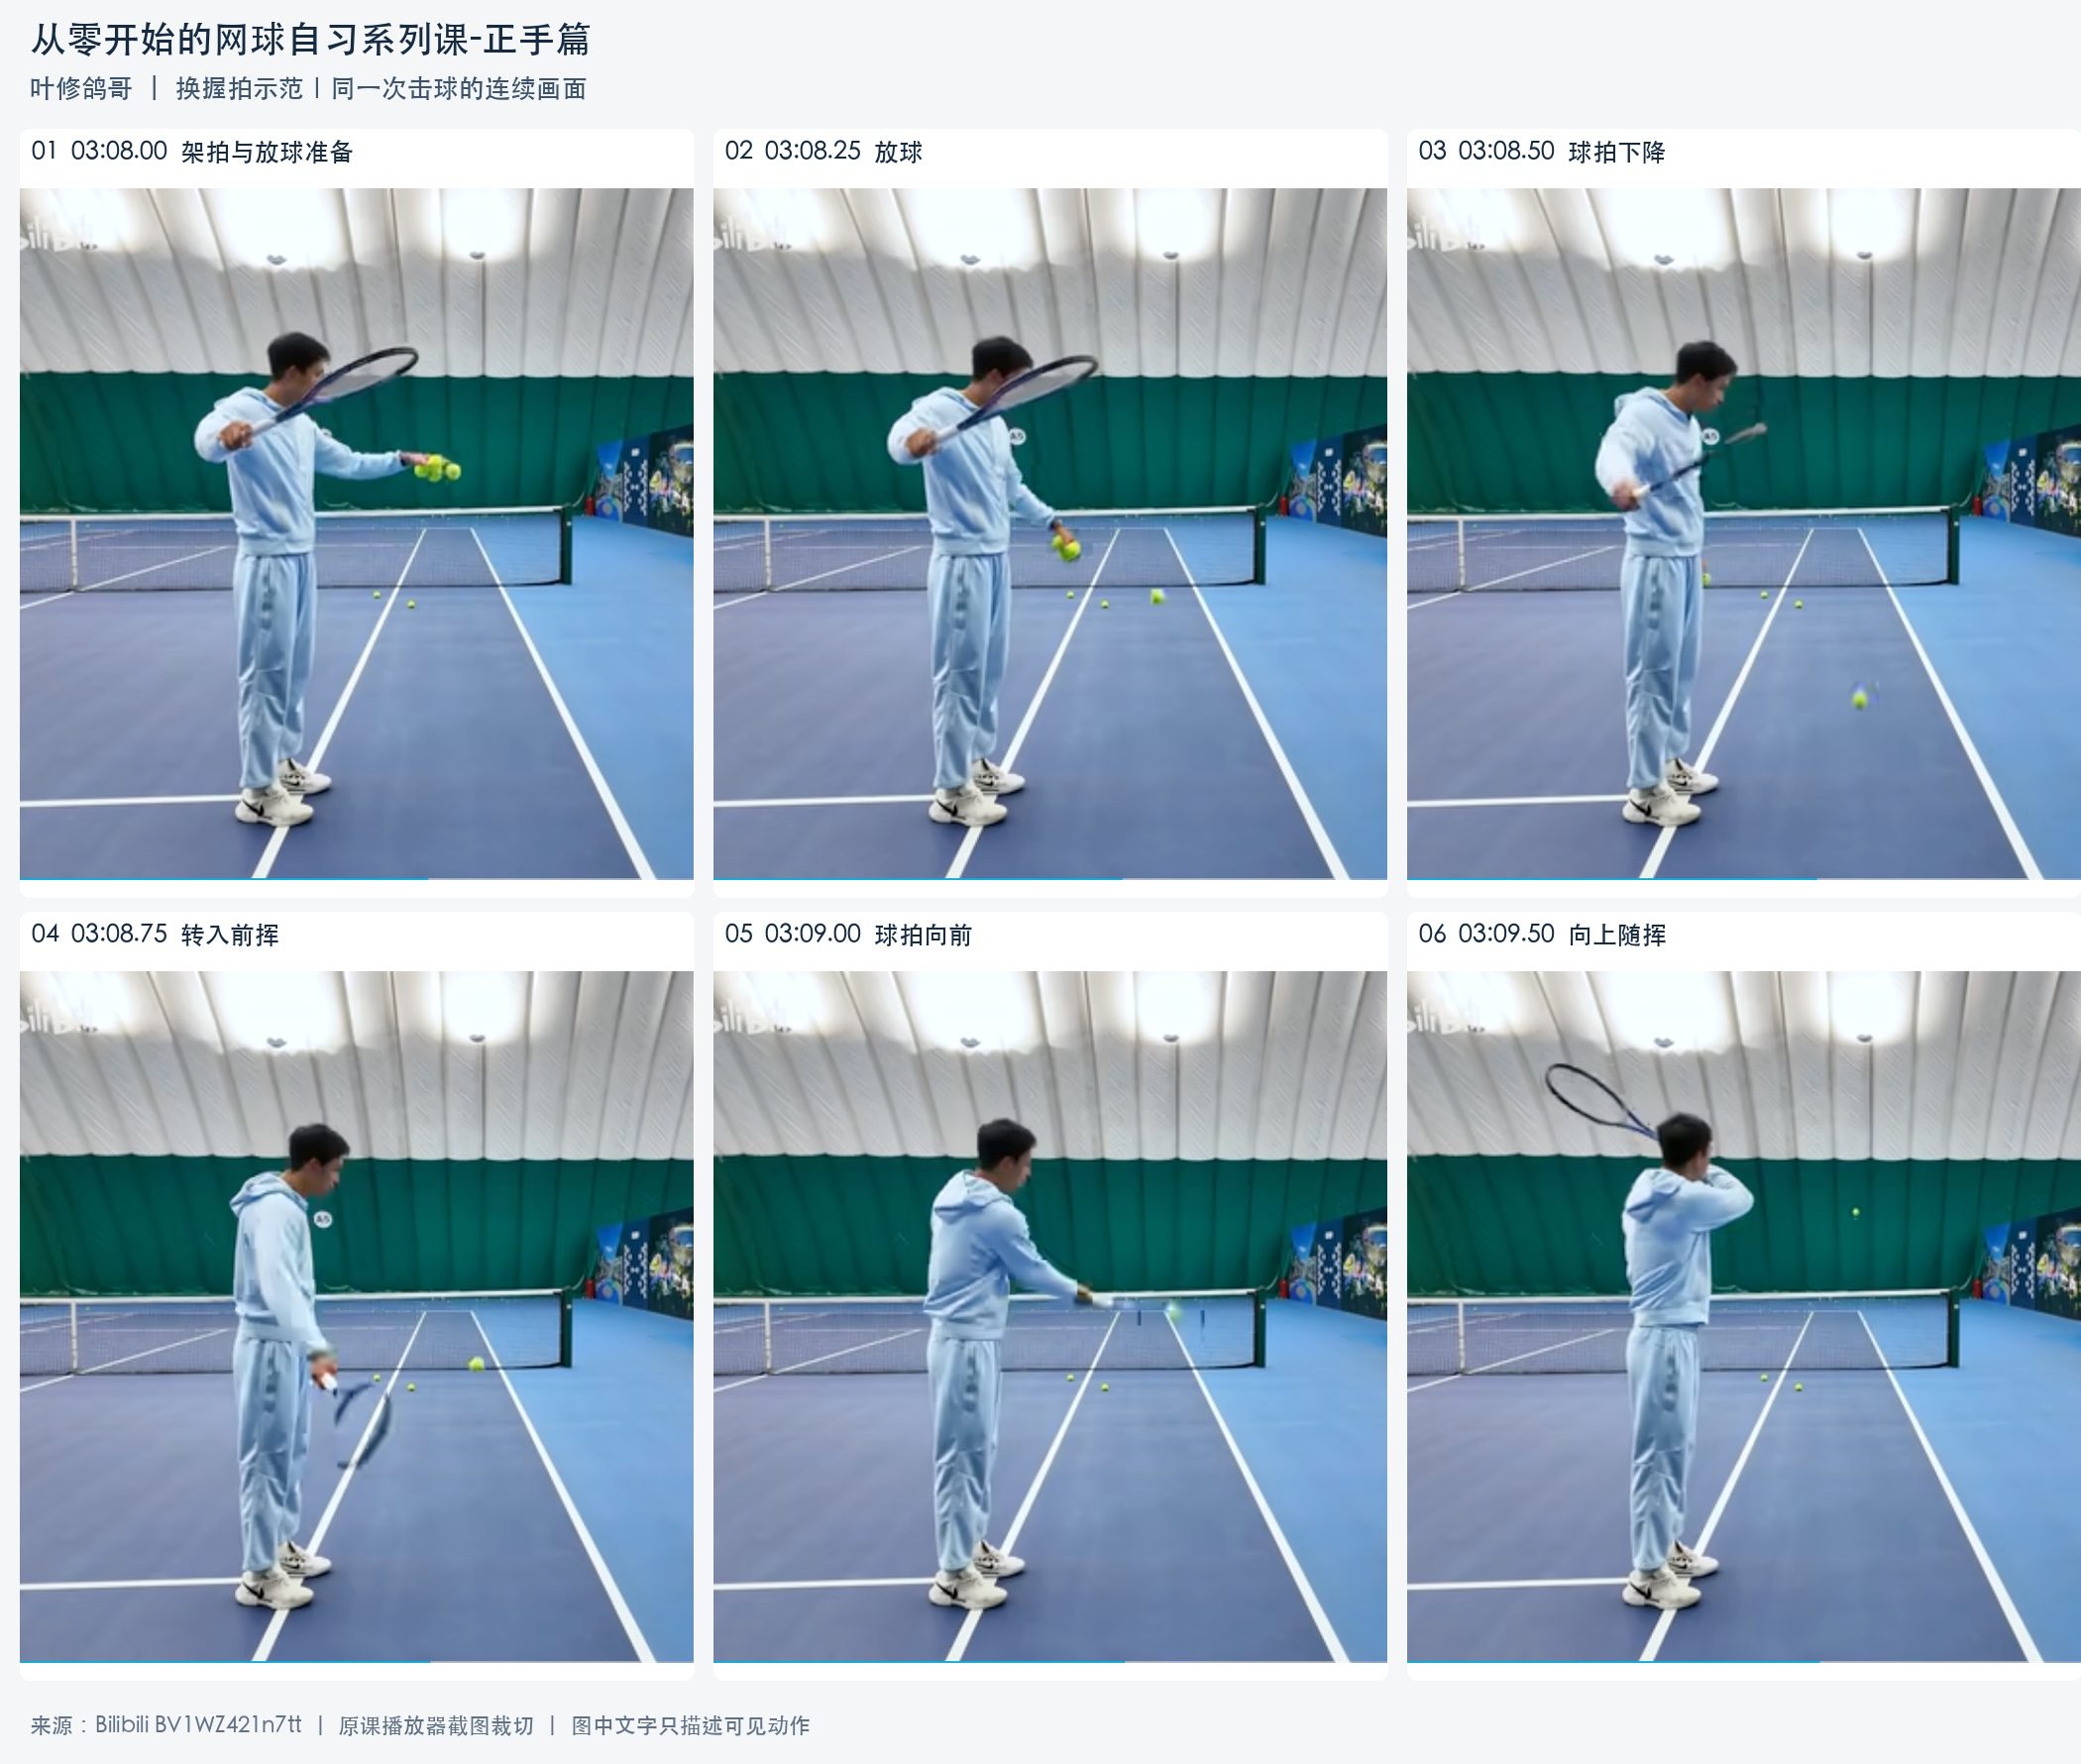 从零开始的网球自习系列课-正手篇
叶修鸽哥 | 换握拍示范 | 同一次击球的连续画面
01 03:08.00 架拍与放球准备
02 03:08.25 放球
03 03:08.50 球拍下降
A5
A5
04 03:08.75 转入前挥
05 03:09.00 球拍向前
06 03:09.50 向上随挥
A5
来源：Bilibili BV1WZ421n7tt | 原课播放器截图裁切 | 图中文字只描述可见动作